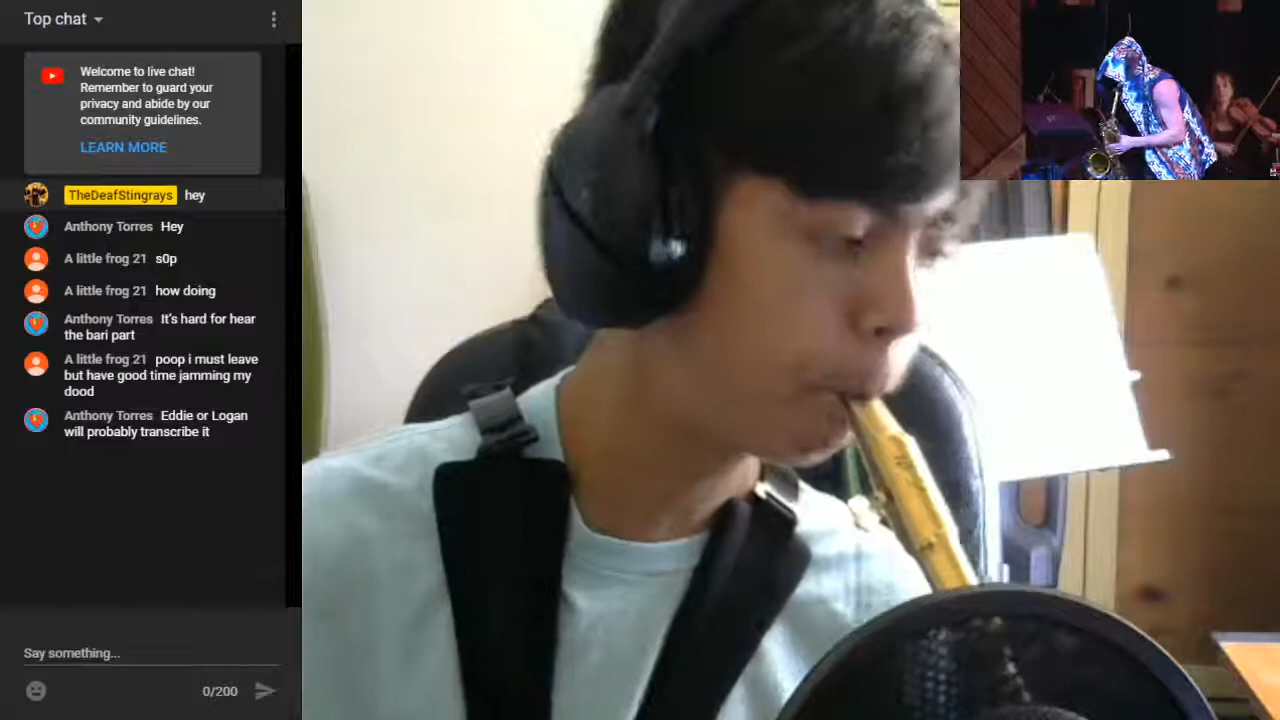 Top chat
Welcome to live chat!
Remember to guard your
privacy and abide by our
community guidelines.
LEARN MORE
TheDeafStingrays hey
Anthony Torres Hey
A little frog 21 s0p
A little frog 21 how doing
Anthony Torres It's hard for hear
the bari part
A little frog 21 poop i must leave
but have good time jamming my
dood
Anthony Torres Eddie or Logan
will probably transcribe it
Say something...
0/200